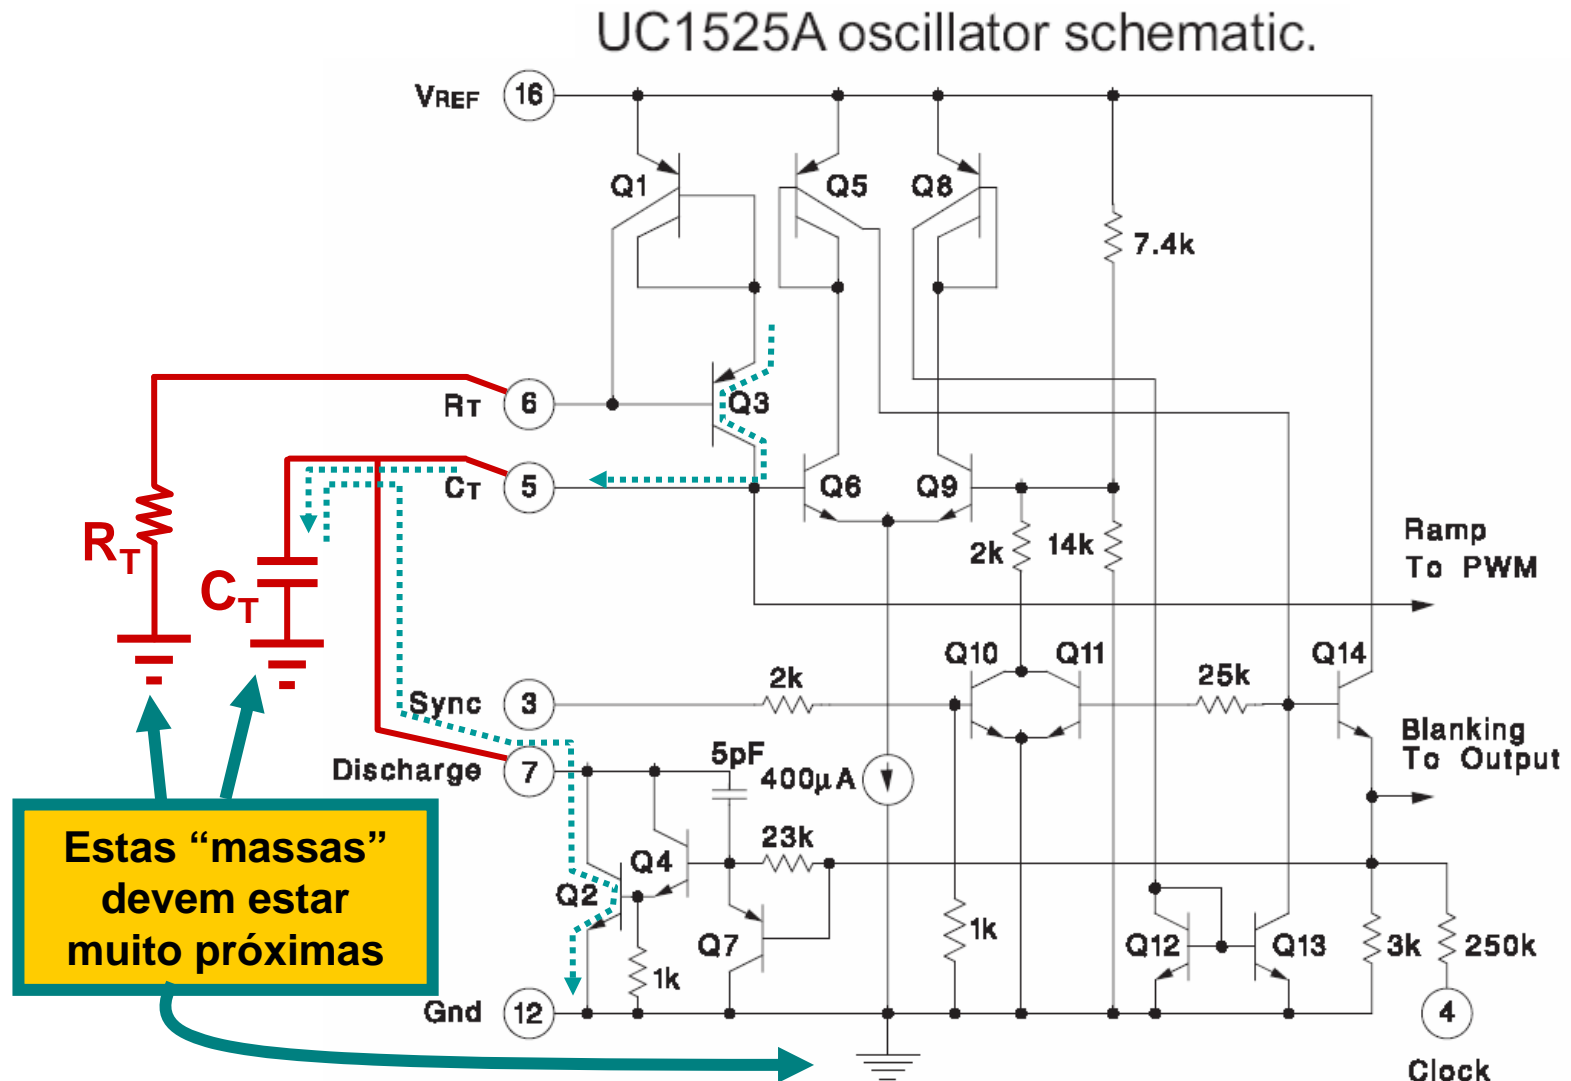 UC1525A oscillator schematic.
VREF 16
Q1
Q5
Q8
7.4k
RT 6
Q3
CT 5
Q6
Q9
2k
14k
Ramp
To PWM
RT
CT
Q10
Q11
Q14
Sync 3
2k
25k
Blanking
To Output
Discharge 7
5pF
400µA
23k
Q4
Q2
Q7
1k
1k
Q12
Q13
3k
250k
Gnd 12
4
Clock
Estas “massas”
devem estar
muito próximas